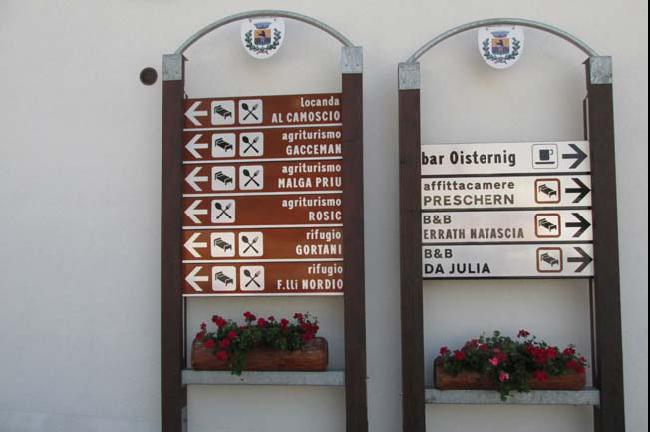 locanda
AL CAMOSCIO
agriturismo
GACCEMAN
agriturismo
MALGA PRIU
agriturismo
ROSIC
rifugio
GORTANI
rifugio
F.lli NORDIO
bar Oisternig
affittacamere
PRESCHERN
B&B
ERRATH NATASCIA
B&B
DA JULIA